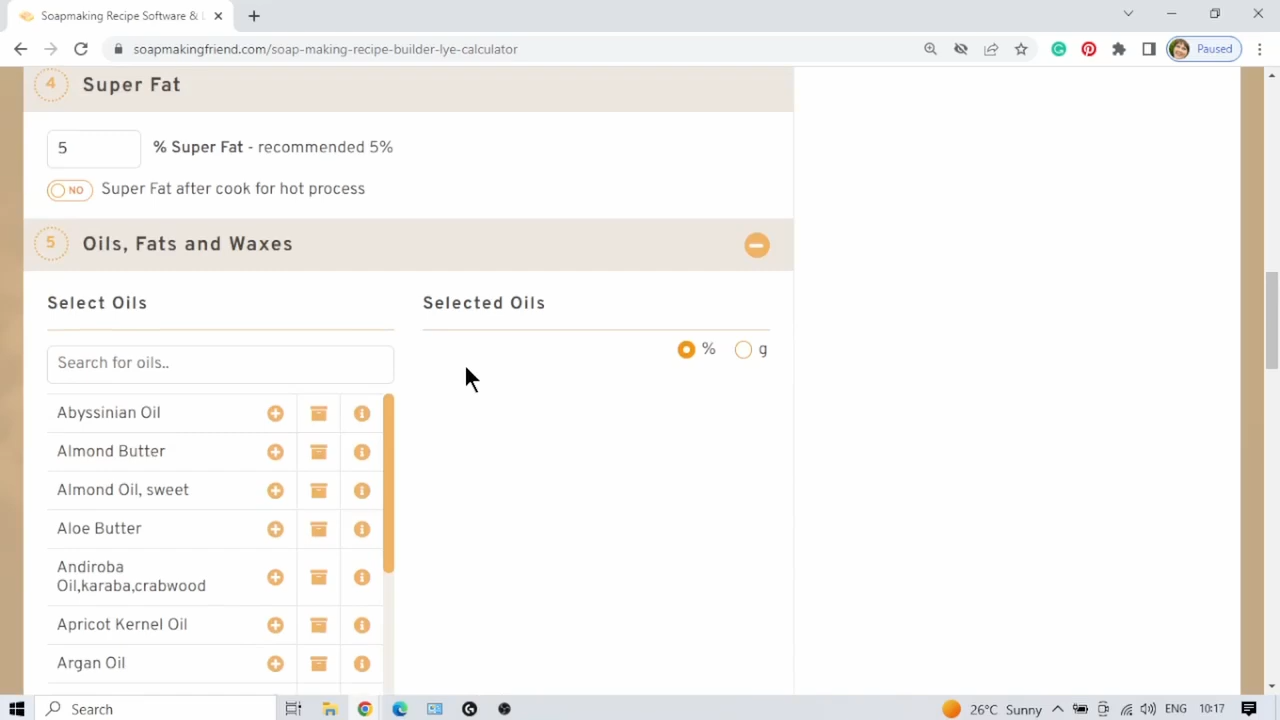 Soapmaking Recipe Software &
soapmakingfriend.com/soap-making-recipe-builder-lye-calculator
Paused
4
Super Fat
5
% Super Fat - recommended 5%
NO
Super Fat after cook for hot process
5
Oils, Fats and Waxes
Select Oils
Selected Oils
% g
Search for oils..
Abyssinian Oil
Almond Butter
Almond Oil, sweet
Aloe Butter
Andiroba
Oil,karaba,crabwood
Apricot Kernel Oil
Argan Oil
Search
26°C Sunny
ENG
10:17